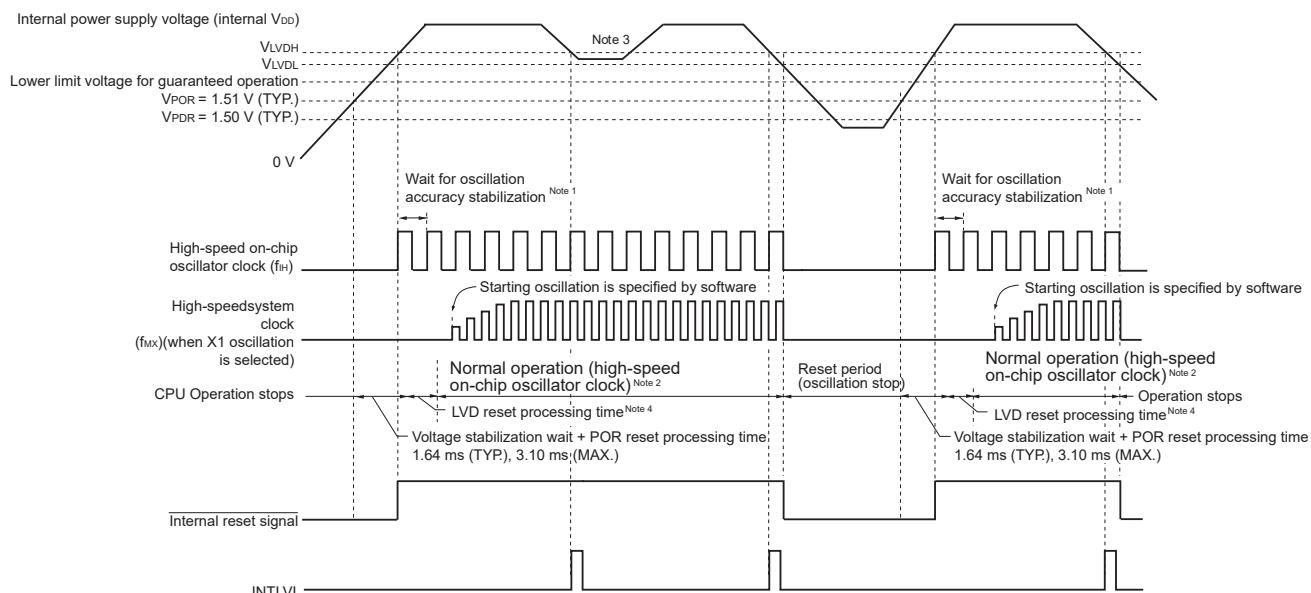 Internal power supply voltage (internal VDD)
VLVDH
Note 3
VLVDL
Lower limit voltage for guaranteed operation
VPOR = 1.51 V (TYP.)
VPDR = 1.50 V (TYP.)
0 V
Wait for oscillation
accuracy stabilization Note 1
Wait for oscillation
accuracy stabilization Note 1
High-speed on-chip
oscillator clock (fIH)
Starting oscillation is specified by software
Starting oscillation is specified by software
High-speedsystem
clock
(fMX)(when X1 oscillation
is selected)
Normal operation (high-speed
on-chip oscillator clock) Note 2
Reset period
(oscillation stop)
Normal operation (high-speed
on-chip oscillator clock) Note 2
CPU Operation stops
Operation stops
LVD reset processing time Note 4
LVD reset processing time Note 4
Voltage stabilization wait + POR reset processing time
1.64 ms (TYP.), 3.10 ms (MAX.)
Voltage stabilization wait + POR reset processing time
1.64 ms (TYP.), 3.10 ms (MAX.)
Internal reset signal
INTLVI